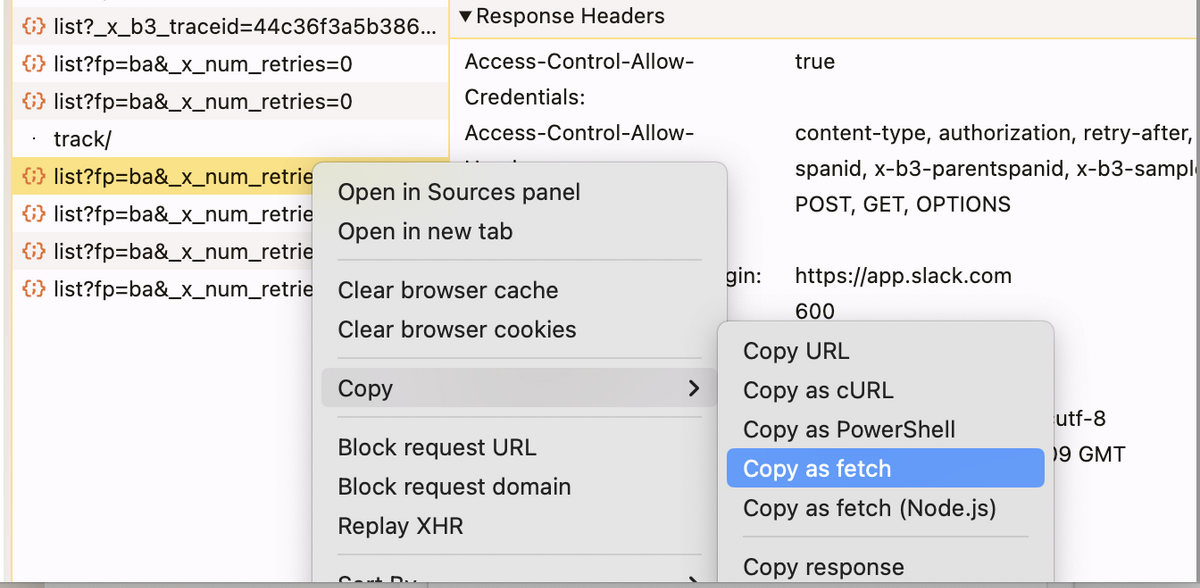 list?_x_b3_traceid=44c36f3a5b386...
list?fp=ba&_x_num_retries=0
list?fp=ba&_x_num_retries=0
track/
list?fp=ba&_x_num_retrie
list?fp=ba&_x_num_retrie
list?fp=ba&_x_num_retrie
list?fp=ba&_x_num_retrie
Response Headers
Access-Control-Allow-
Credentials:
true
Access-Control-Allow-
content-type, authorization, retry-after,
spanid, x-b3-parentspanid, x-b3-sampl
POST, GET, OPTIONS
gin:
https://app.slack.com
600
utf-8
09 GMT
Open in Sources panel
Open in new tab
Clear browser cache
Clear browser cookies
Copy
Block request URL
Block request domain
Replay XHR
Sort By
Copy URL
Copy as cURL
Copy as PowerShell
Copy as fetch
Copy as fetch (Node.js)
Copy response